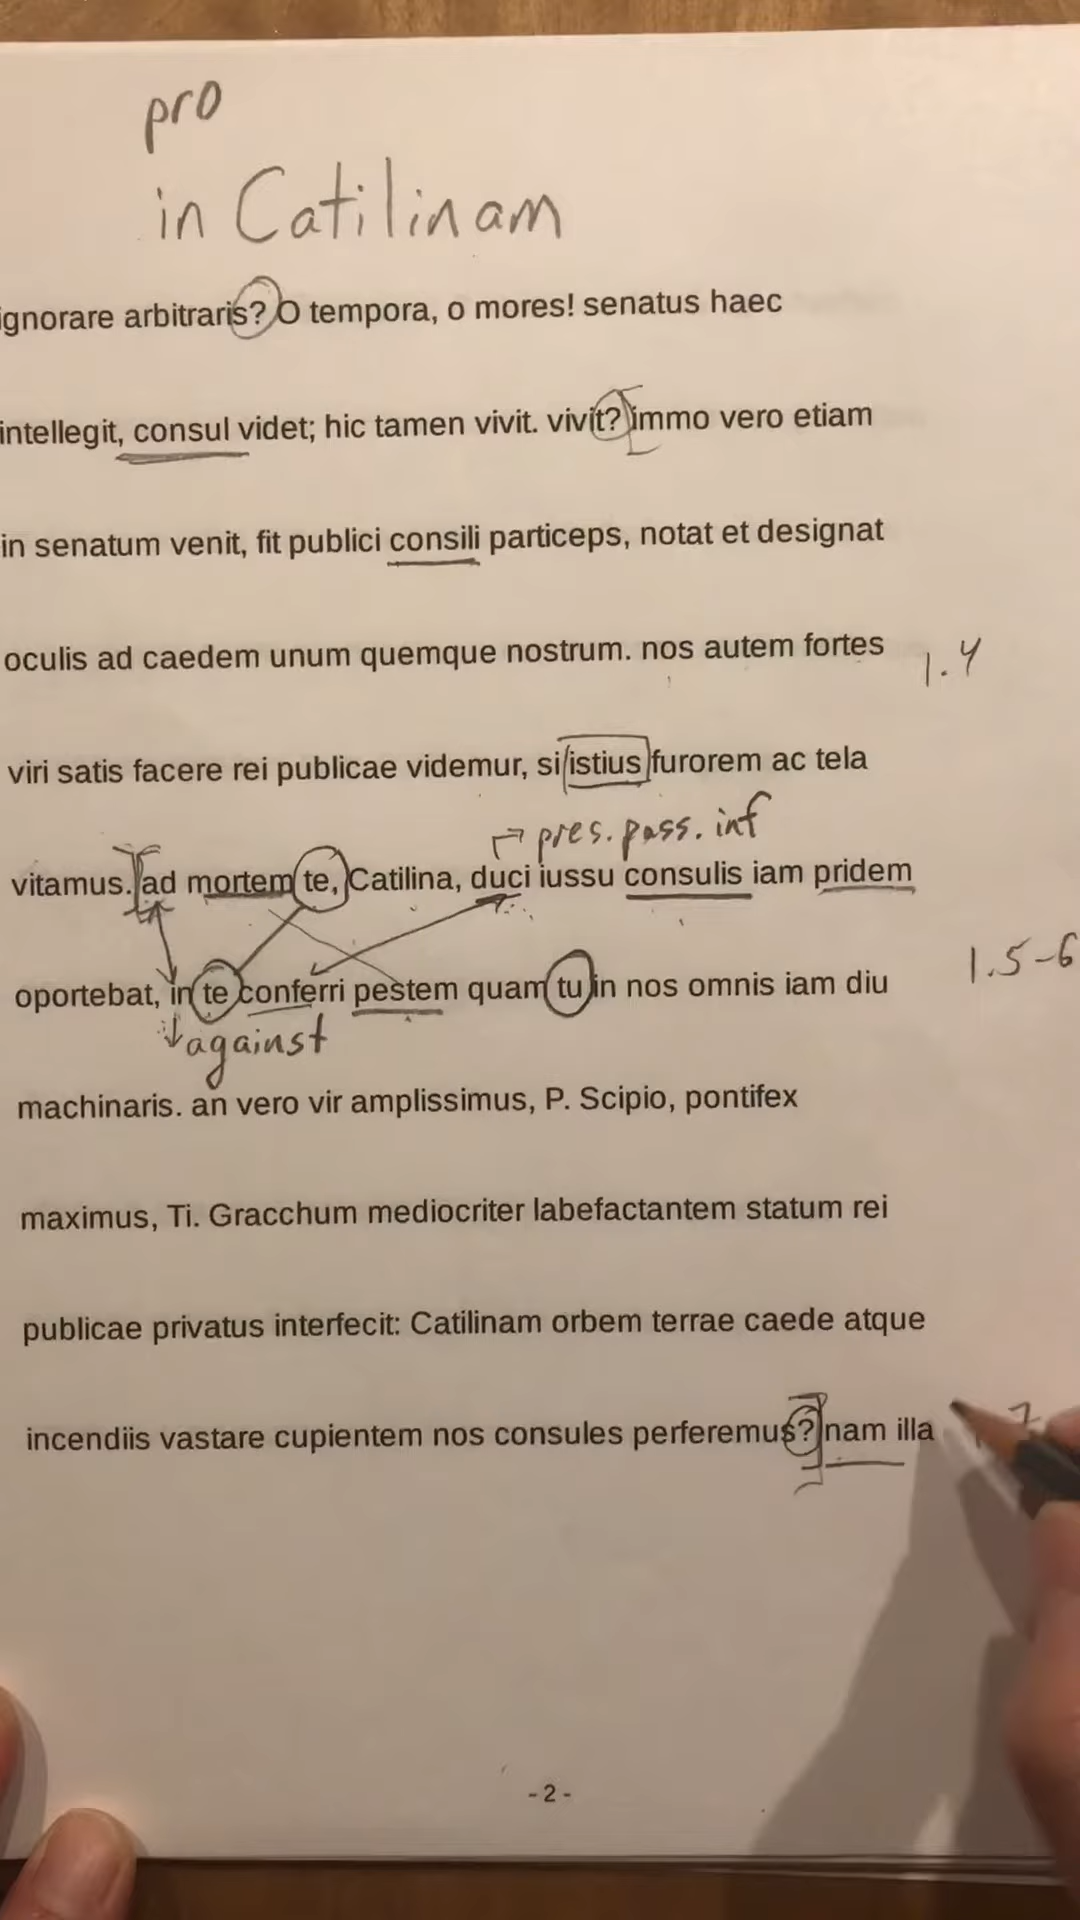 pro
in Catilinam
ignorare arbitraris? O tempora, o mores! senatus haec
intellegit, consul videt; hic tamen vivit. vivit? immo vero etiam
in senatum venit, fit publici consili particeps, notat et designat
oculis ad caedem unum quemque nostrum. nos autem fortes
1.4
viri satis facere rei publicae videmur, si istius furorem ac tela
pres. pass. inf
vitamus. ad mortem te, Catilina, duci iussu consulis iam pridem
1.5-6
oportebat, in te conferri pestem quam tu in nos omnis iam diu
against
machinaris. an vero vir amplissimus, P. Scipio, pontifex
maximus, Ti. Gracchum mediocriter labefactantem statum rei
publicae privatus interfecit: Catilinam orbem terrae caede atque
incendiis vastare cupientem nos consules perferemus? nam illa
- 2 -